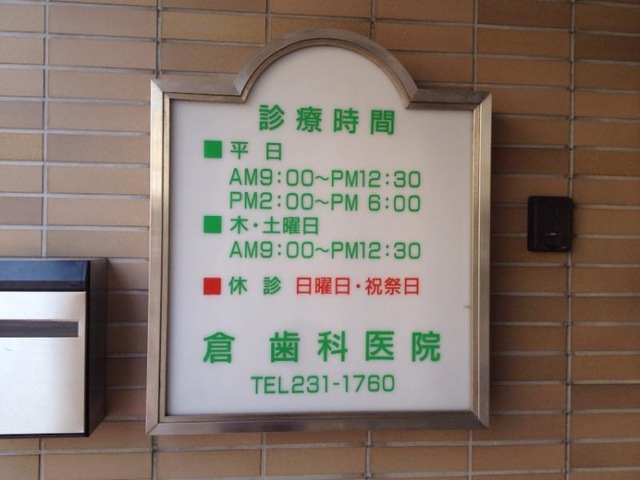 診療時間
■平日
AM9:00～PM12:30
PM2:00～PM 6:00
■木・土曜日
AM9:00～PM12:30
■休診 日曜日・祝祭日
倉歯科医院
TEL231-1760